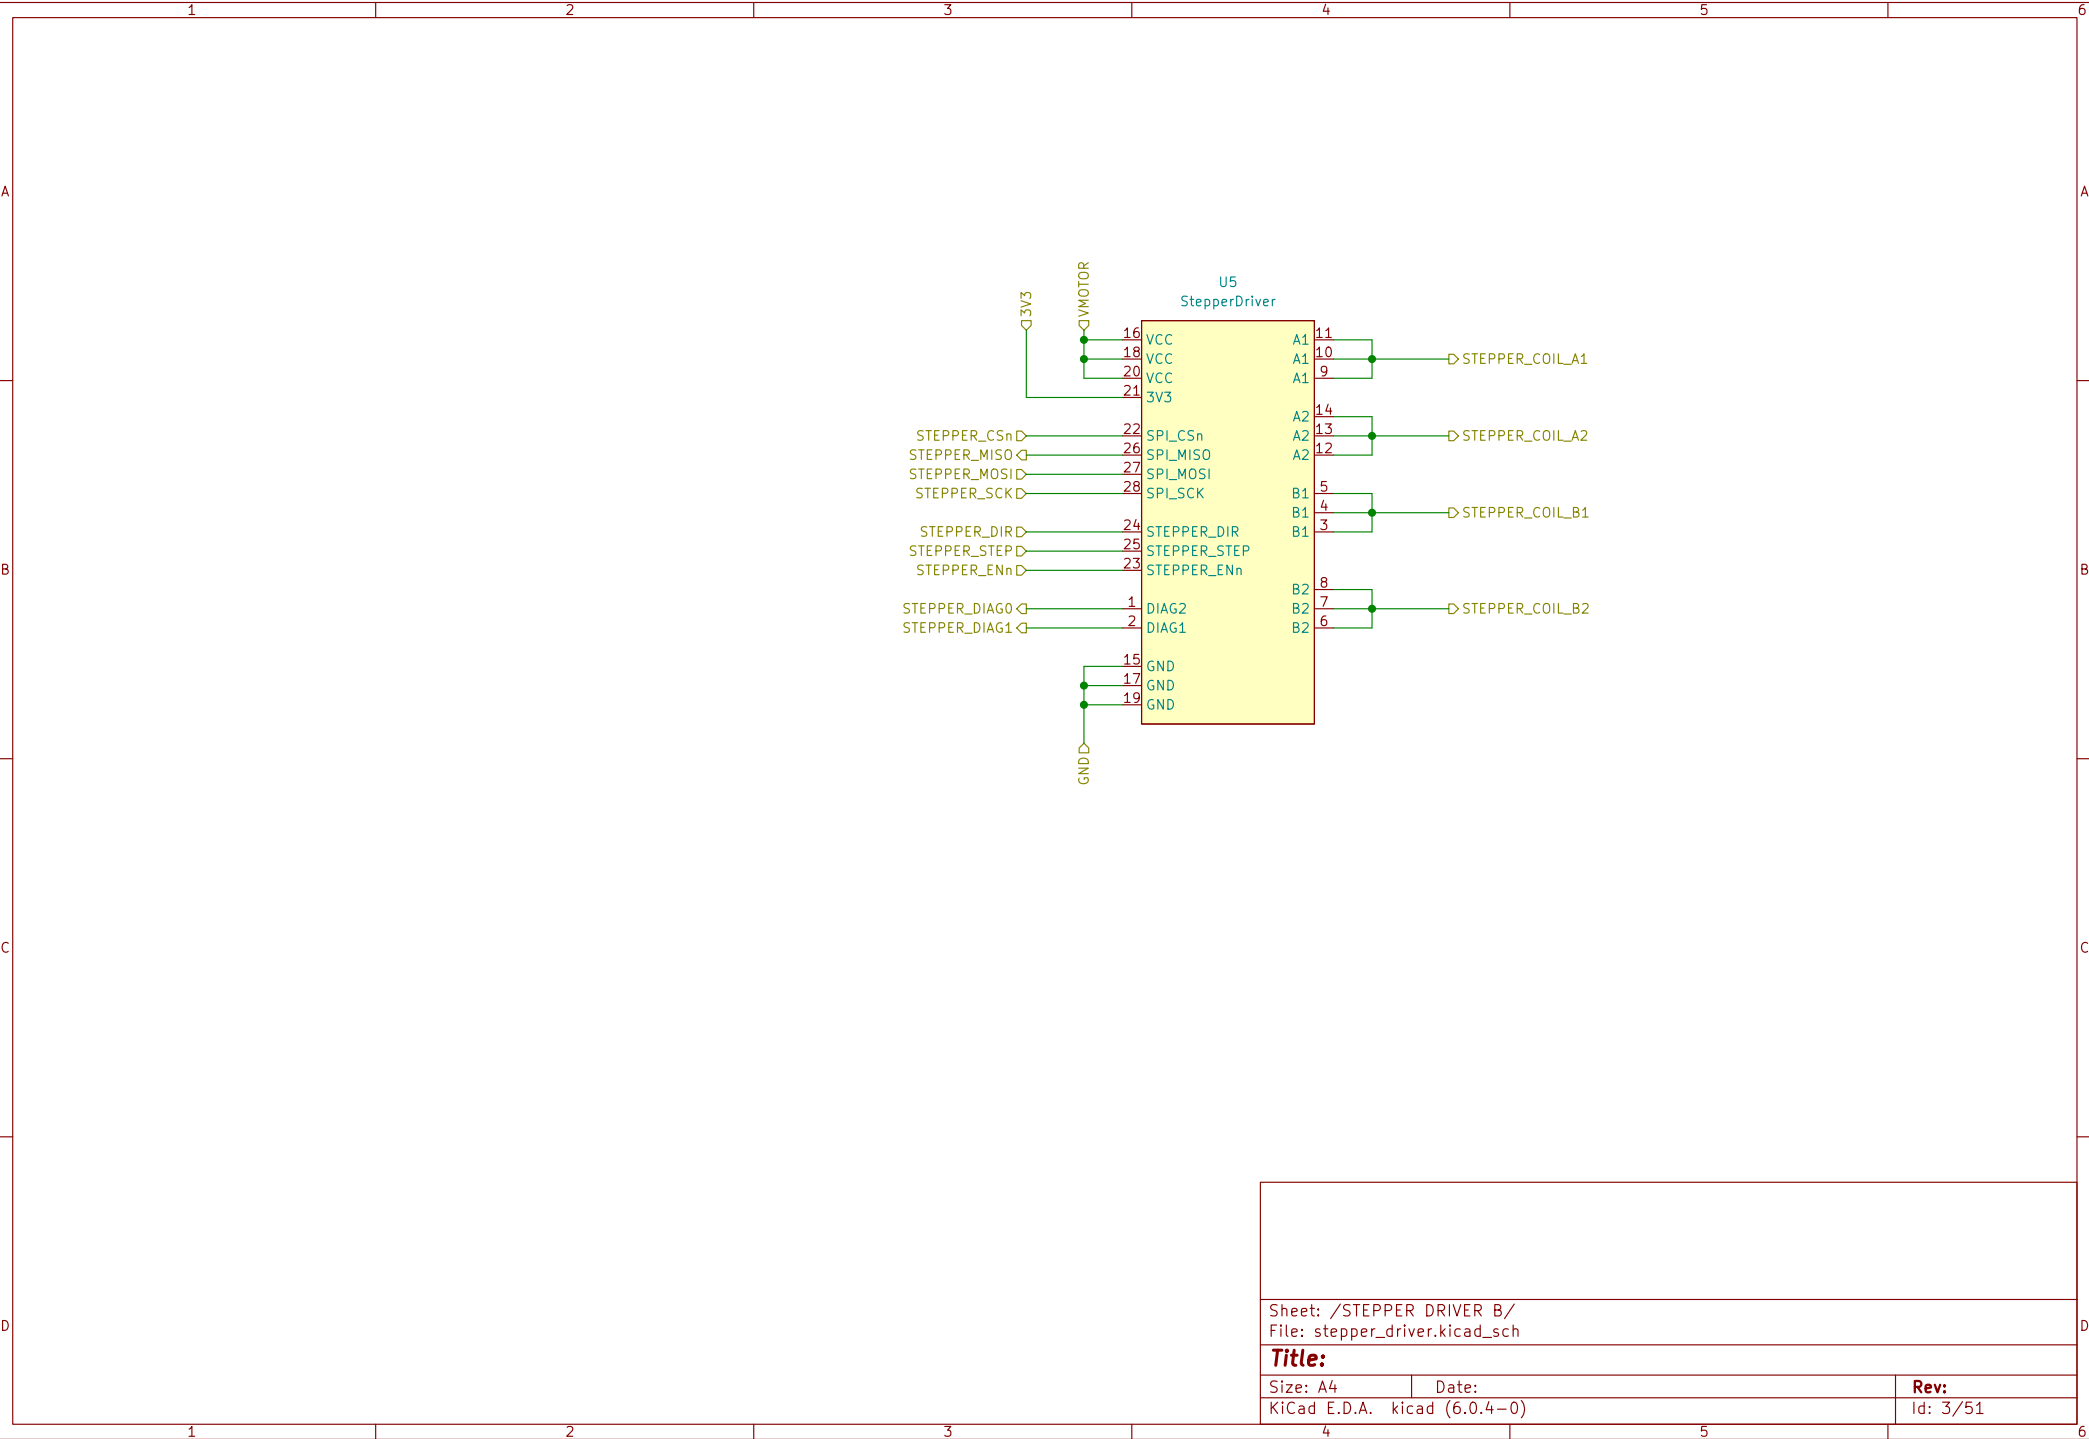 1 2 3 4 5 6
A A
B B
C C
D D
U5
StepperDriver
3V3
VMOTOR
16 VCC
18 VCC
20 VCC
21 3V3
STEPPER_CSn 22 SPI_CSn
STEPPER_MISO 26 SPI_MISO
STEPPER_MOSI 27 SPI_MOSI
STEPPER_SCK 28 SPI_SCK
STEPPER_DIR 24 STEPPER_DIR
STEPPER_STEP 25 STEPPER_STEP
STEPPER_ENn 23 STEPPER_ENn
STEPPER_DIAG0 1 DIAG2
STEPPER_DIAG1 2 DIAG1
15 GND
17 GND
19 GND
GND
A1 11
A1 10 STEPPER_COIL_A1
A1 9
A2 14
A2 13 STEPPER_COIL_A2
A2 12
B1 5
B1 4 STEPPER_COIL_B1
B1 3
B2 8
B2 7 STEPPER_COIL_B2
B2 6
Sheet: /STEPPER DRIVER B/
File: stepper_driver.kicad_sch
Title:
Size: A4 Date: Rev:
KiCad E.D.A. kicad (6.0.4-0) Id: 3/51
1 2 3 4 5 6